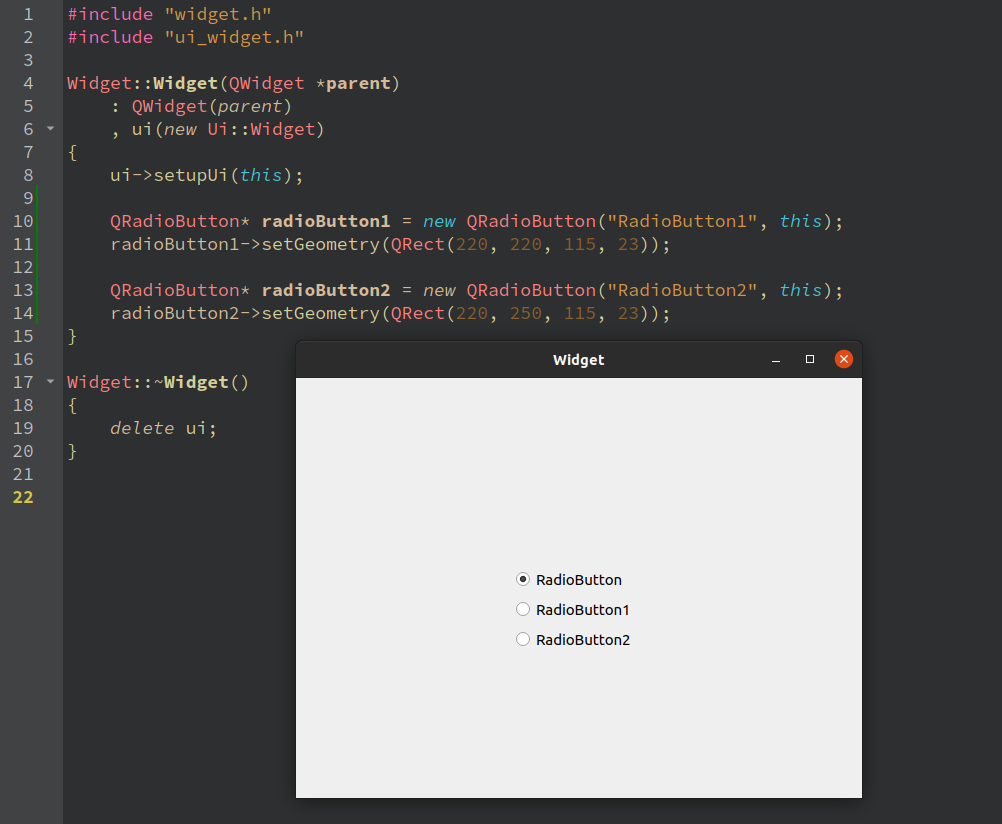 1 #include "widget.h"
2 #include "ui_widget.h"
3
4 Widget::Widget(QWidget *parent)
5     : QWidget(parent)
6     , ui(new Ui::Widget)
7 {
8     ui->setupUi(this);
9
10     QRadioButton* radioButton1 = new QRadioButton("RadioButton1", this);
11     radioButton1->setGeometry(QRect(220, 220, 115, 23));
12
13     QRadioButton* radioButton2 = new QRadioButton("RadioButton2", this);
14     radioButton2->setGeometry(QRect(220, 250, 115, 23));
15 }
16
17 Widget::~Widget()
18 {
19     delete ui;
20 }
21
22
Widget
RadioButton
RadioButton1
RadioButton2